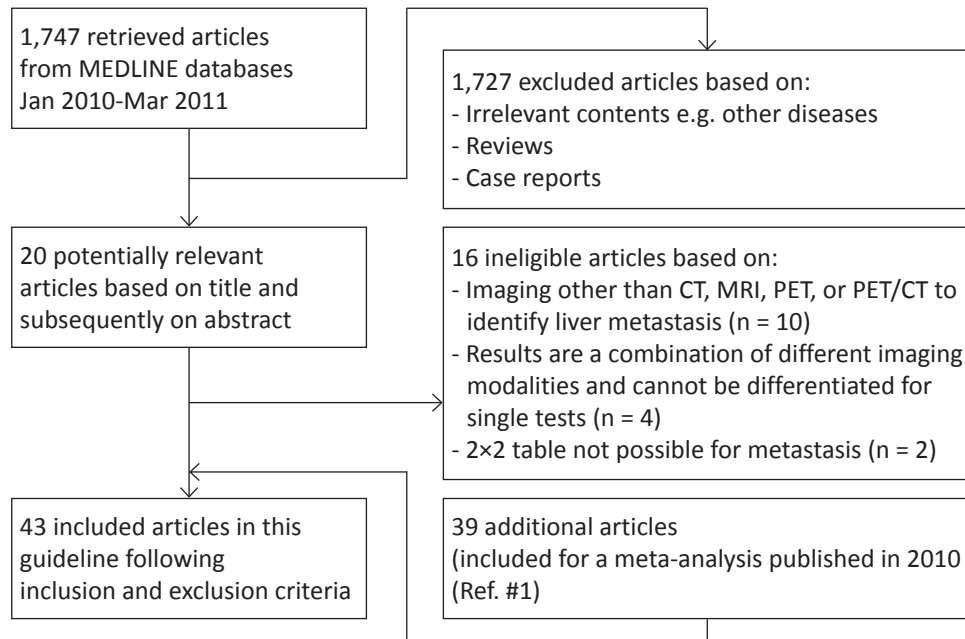 1,747 retrieved articles
from MEDLINE databases
Jan 2010-Mar 2011
1,727 excluded articles based on:
- Irrelevant contents e.g. other diseases
- Reviews
- Case reports
20 potentially relevant
articles based on title and
subsequently on abstract
16 ineligible articles based on:
- Imaging other than CT, MRI, PET, or PET/CT to
identify liver metastasis (n = 10)
- Results are a combination of different imaging
modalities and cannot be differentiated for
single tests (n = 4)
- 2×2 table not possible for metastasis (n = 2)
43 included articles in this
guideline following
inclusion and exclusion criteria
39 additional articles
(included for a meta-analysis published in 2010
(Ref. #1)